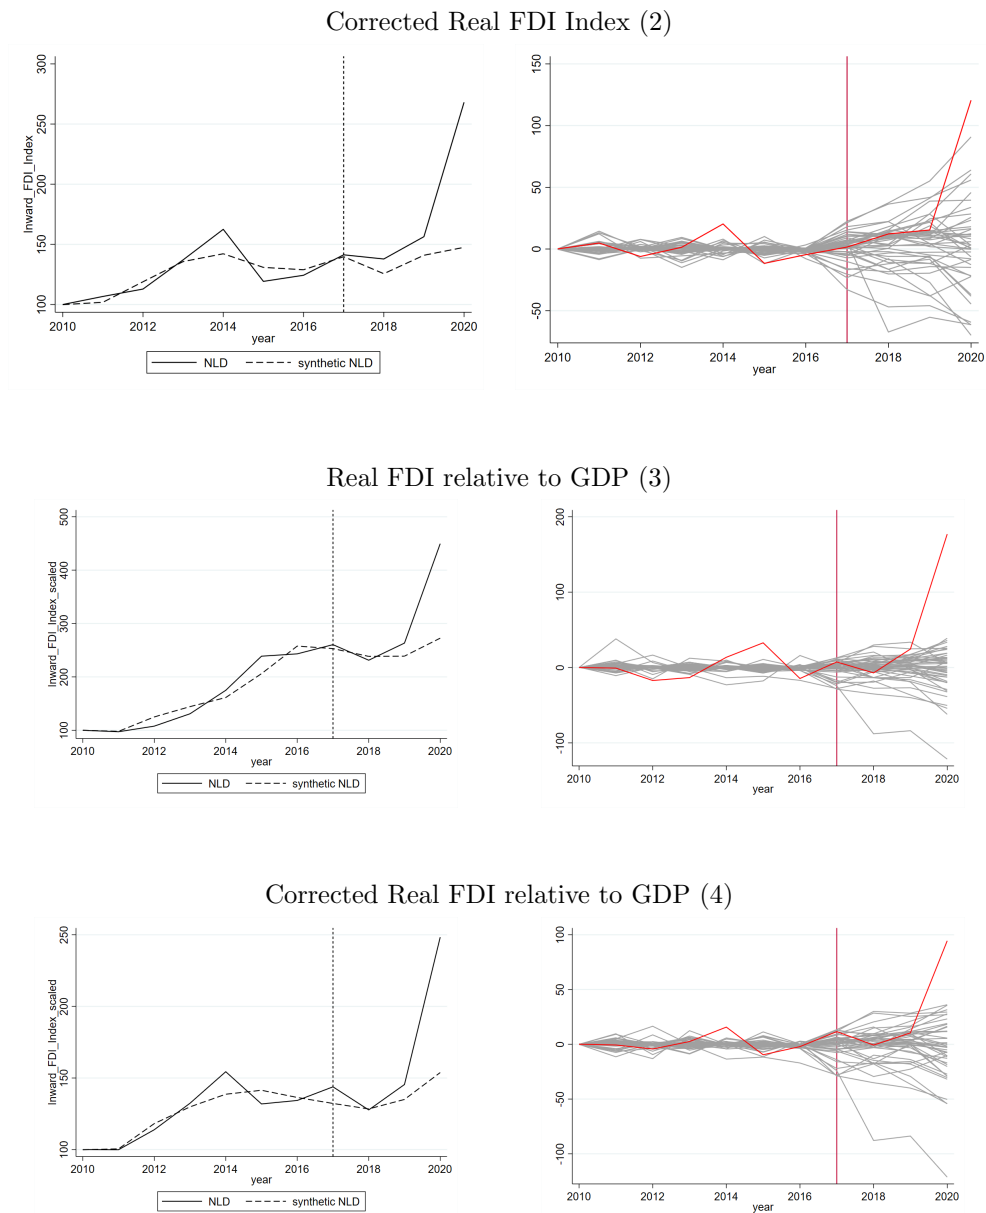 Corrected Real FDI Index (2)
Inward_FDI_Index
300
250
200
150
100
2010 2012 2014 2016 2018 2020
year
NLD synthetic NLD
150
100
50
0
-50
2010 2012 2014 2016 2018 2020
year
Real FDI relative to GDP (3)
Inward_FDI_Index_scaled
500
400
300
200
100
2010 2012 2014 2016 2018 2020
year
NLD synthetic NLD
200
100
0
-100
2010 2012 2014 2016 2018 2020
year
Corrected Real FDI relative to GDP (4)
Inward_FDI_Index_scaled
250
200
150
100
2010 2012 2014 2016 2018 2020
year
NLD synthetic NLD
100
50
0
-50
-100
2010 2012 2014 2016 2018 2020
year